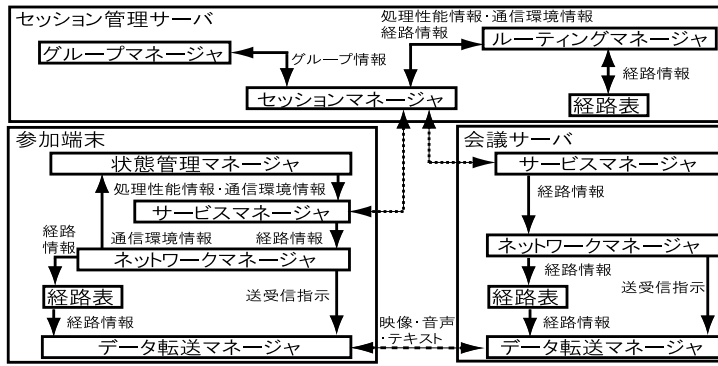 セッション管理サーバ
処理性能情報・通信環境情報
経路情報
グループマネージャ
グループ情報
ルーティングマネージャ
経路情報
セッションマネージャ
経路表
参加端末
状態管理マネージャ
処理性能情報・通信環境情報
サービスマネージャ
経路
情報
通信環境情報
経路情報
ネットワークマネージャ
経路表
送受信指示
経路情報
データ転送マネージャ
映像・音声
・テキスト
会議サーバ
サービスマネージャ
経路情報
ネットワークマネージャ
経路情報
送受信指示
経路表
経路情報
データ転送マネージャ